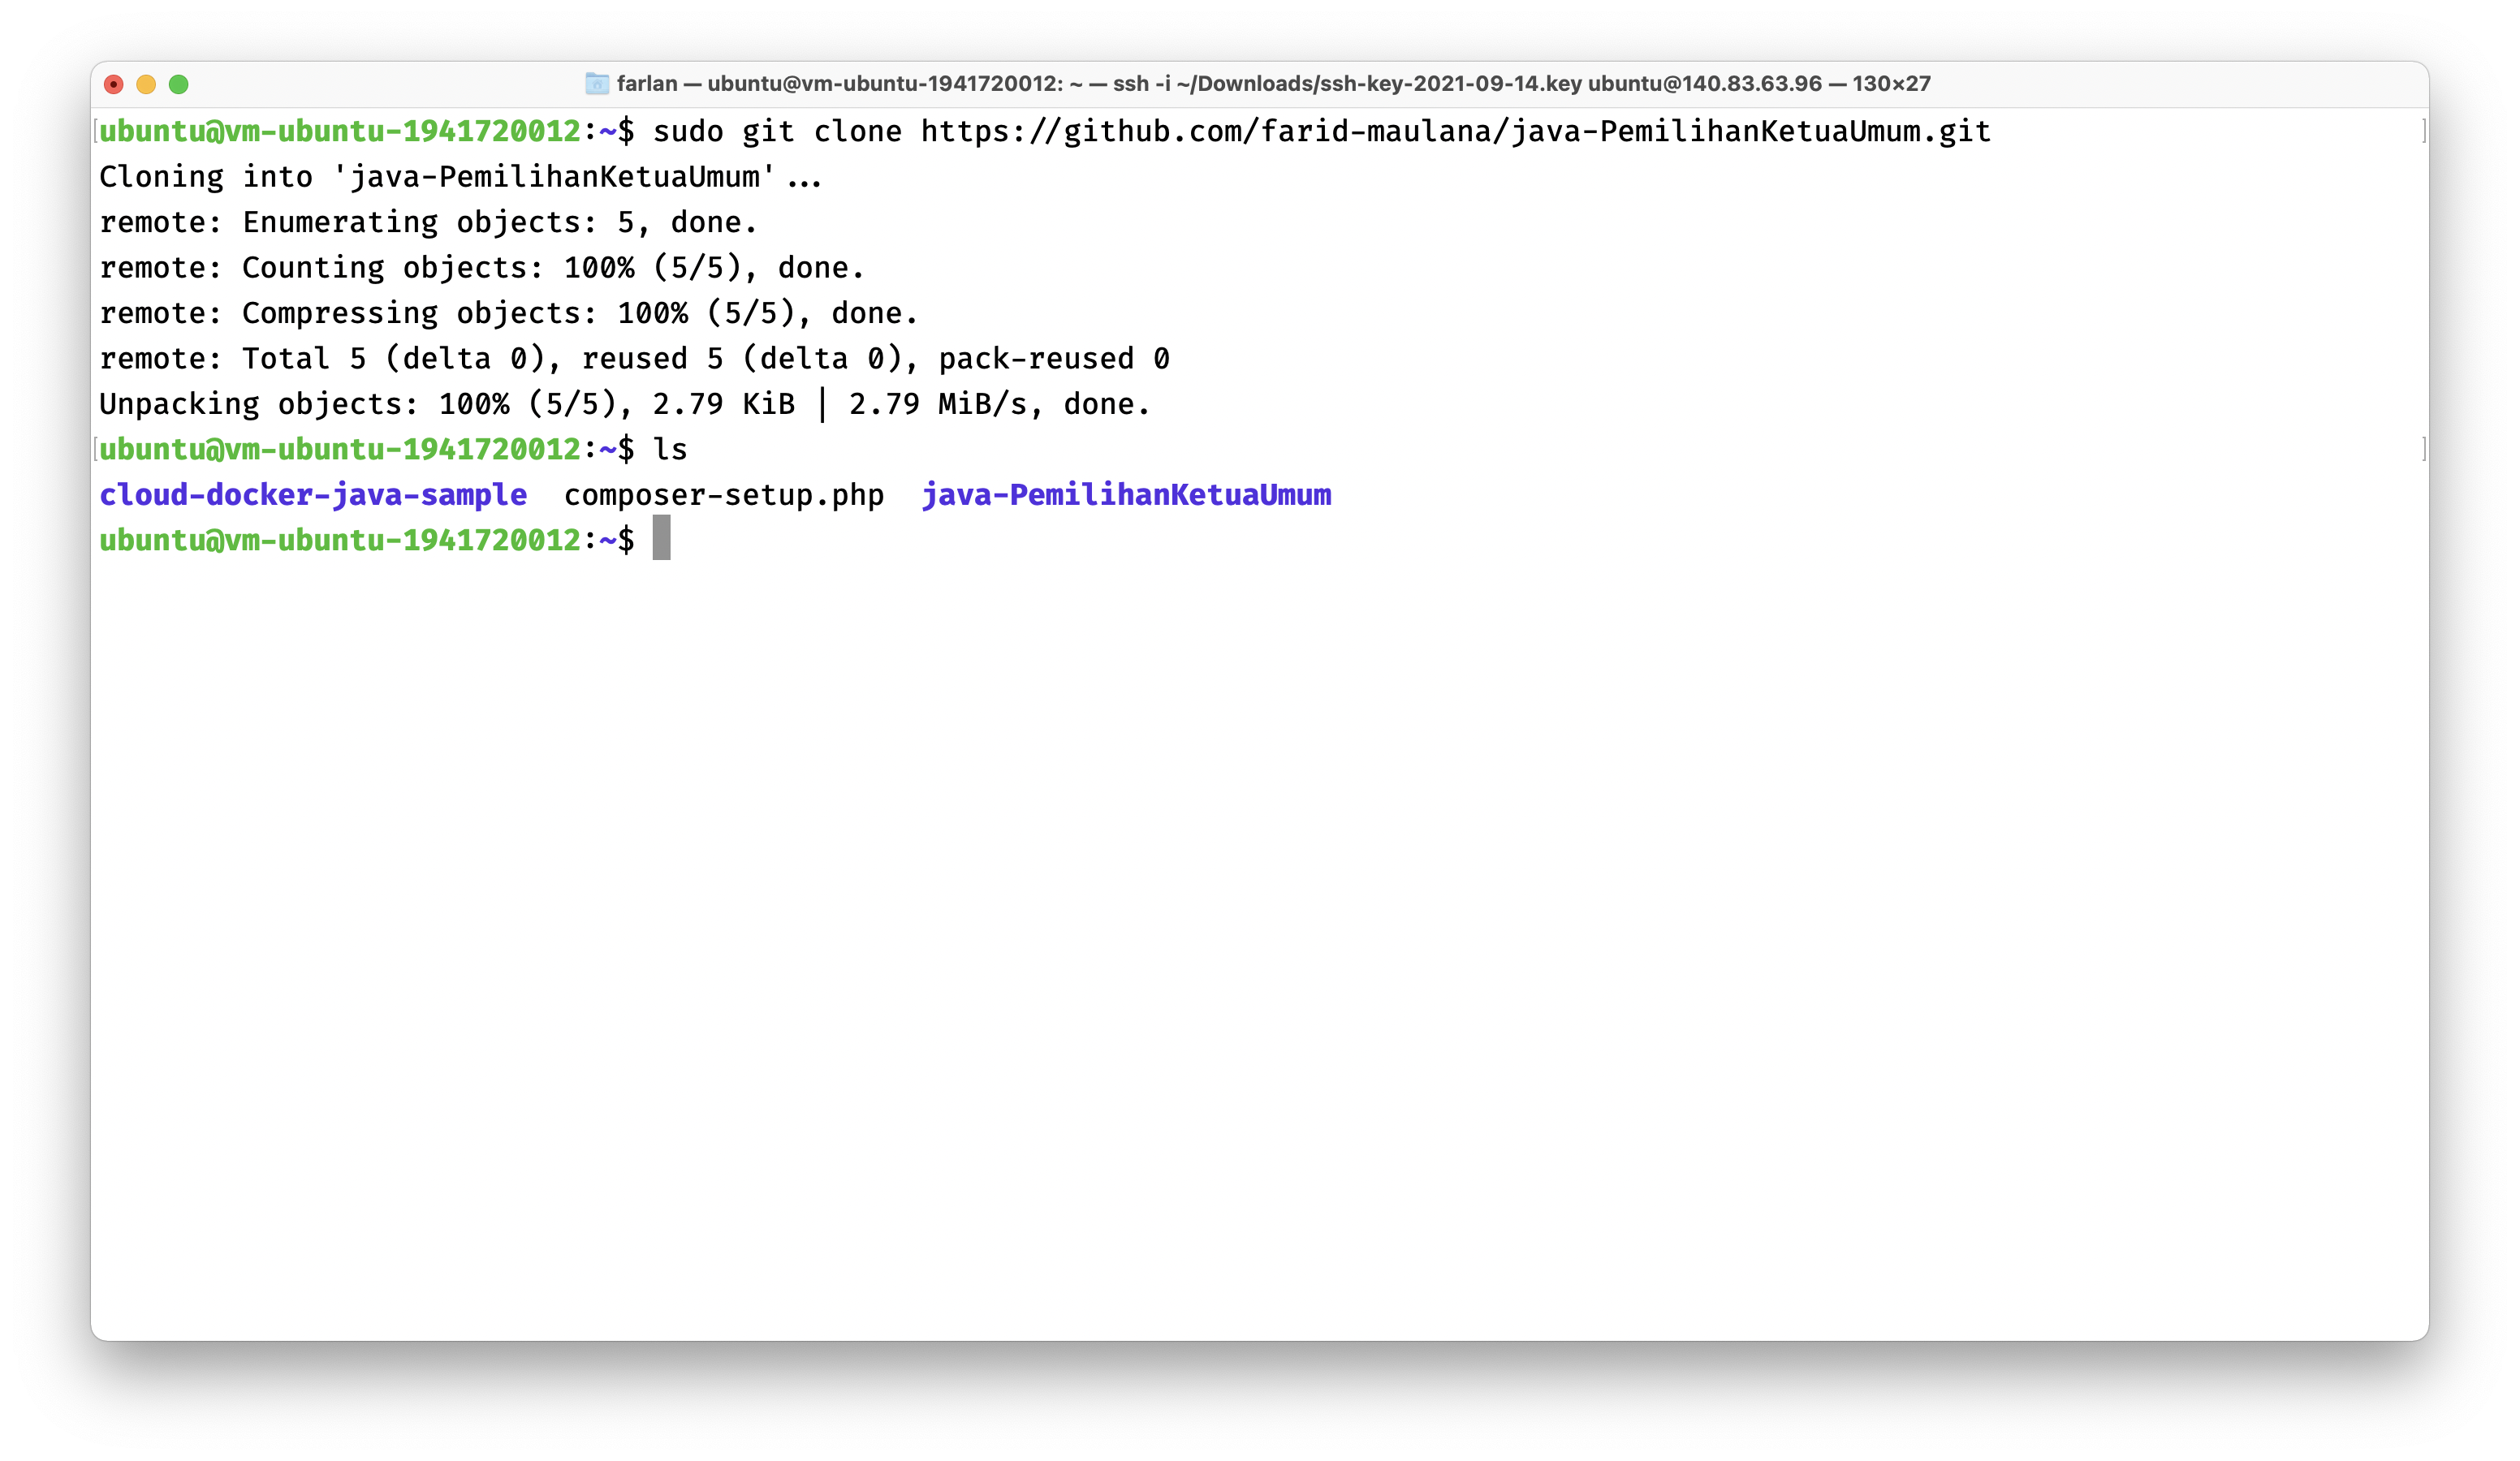 farlan — ubuntu@vm-ubuntu-1941720012: ~ — ssh -i ~/Downloads/ssh-key-2021-09-14.key ubuntu@140.83.63.96 — 130×27
[ubuntu@vm-ubuntu-1941720012:~$ sudo git clone https://github.com/farid-maulana/java-PemilihanKetuaUmum.git ]
Cloning into 'java-PemilihanKetuaUmum'...
remote: Enumerating objects: 5, done.
remote: Counting objects: 100% (5/5), done.
remote: Compressing objects: 100% (5/5), done.
remote: Total 5 (delta 0), reused 5 (delta 0), pack-reused 0
Unpacking objects: 100% (5/5), 2.79 KiB | 2.79 MiB/s, done.
[ubuntu@vm-ubuntu-1941720012:~$ ls ]
cloud-docker-java-sample  composer-setup.php  java-PemilihanKetuaUmum
ubuntu@vm-ubuntu-1941720012:~$